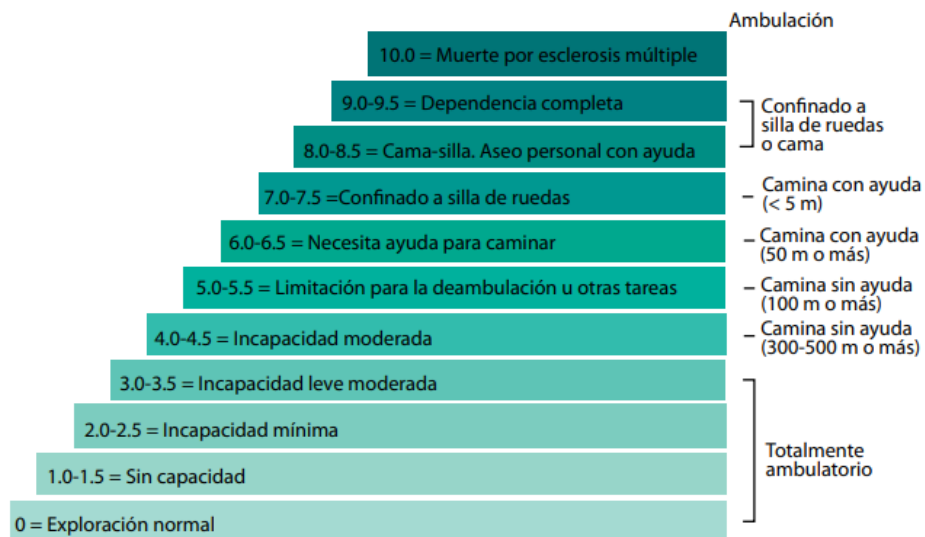 Ambulación
10.0 = Muerte por esclerosis múltiple
9.0-9.5 = Dependencia completa
8.0-8.5 = Cama-silla. Aseo personal con ayuda
Confinado a
silla de ruedas
o cama
7.0-7.5 =Confinado a silla de ruedas
Camina con ayuda
(< 5 m)
6.0-6.5 = Necesita ayuda para caminar
Camina con ayuda
(50 m o más)
5.0-5.5 = Limitación para la deambulación u otras tareas
Camina sin ayuda
(100 m o más)
4.0-4.5 = Incapacidad moderada
Camina sin ayuda
(300-500 m o más)
3.0-3.5 = Incapacidad leve moderada
2.0-2.5 = Incapacidad mínima
1.0-1.5 = Sin capacidad
0 = Exploración normal
Totalmente
ambulatorio